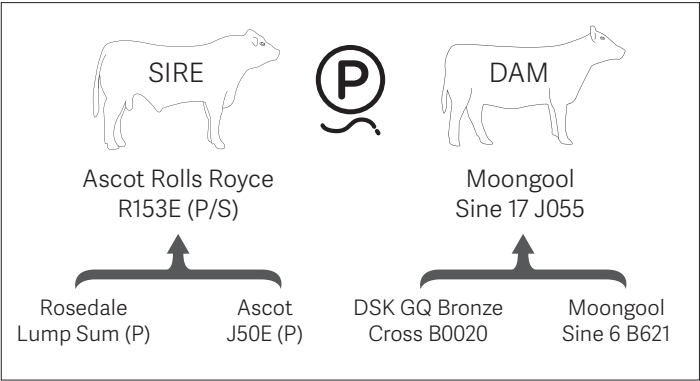 SIRE
P
DAM
Ascot Rolls Royce
R153E (P/S)
Moongool
Sine 17 J055
Rosedale
Lump Sum (P)
Ascot
J50E (P)
DSK GQ Bronze
Cross B0020
Moongool
Sine 6 B621